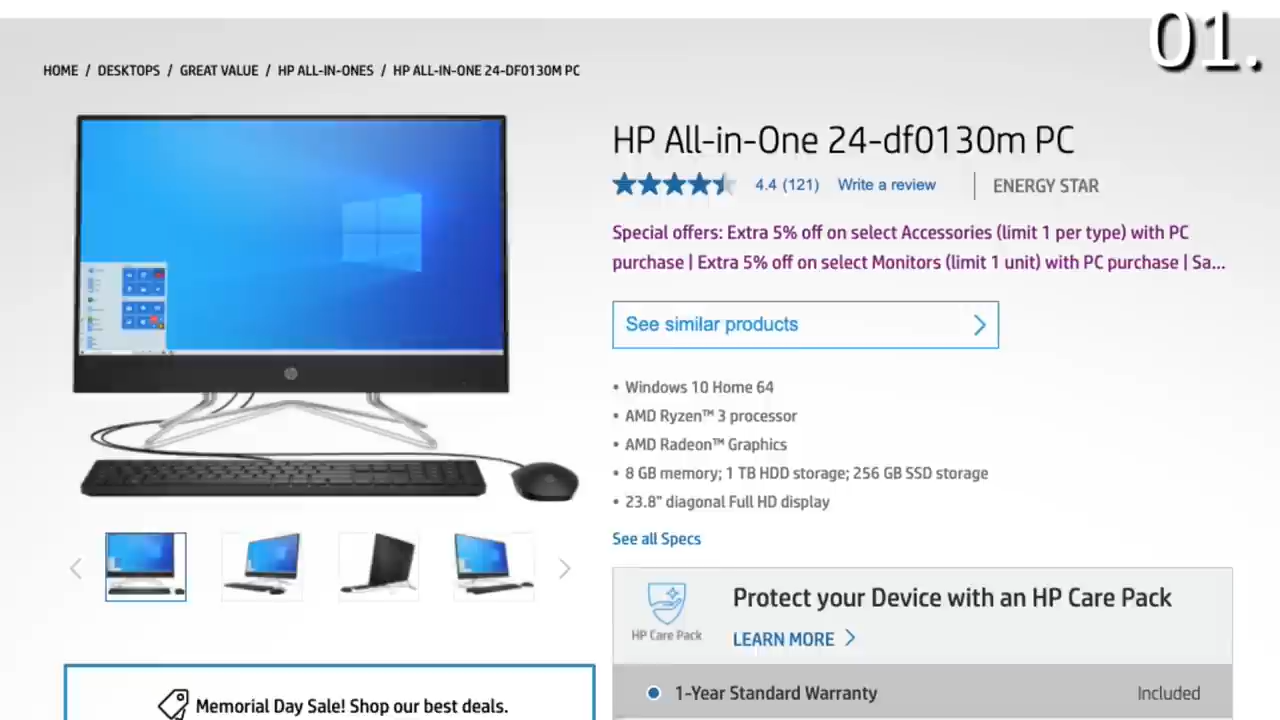 01.
HOME / DESKTOPS / GREAT VALUE / HP ALL-IN-ONES / HP ALL-IN-ONE 24-DF0130M PC
HP All-in-One 24-df0130m PC
4.4 (121) Write a review ENERGY STAR
Special offers: Extra 5% off on select Accessories (limit 1 per type) with PC
purchase | Extra 5% off on select Monitors (limit 1 unit) with PC purchase | Sa...
See similar products
• Windows 10 Home 64
• AMD Ryzen™ 3 processor
• AMD Radeon™ Graphics
• 8 GB memory; 1 TB HDD storage; 256 GB SSD storage
• 23.8" diagonal Full HD display
See all Specs
Protect your Device with an HP Care Pack
HP Care Pack
LEARN MORE
1-Year Standard Warranty Included
Memorial Day Sale! Shop our best deals.